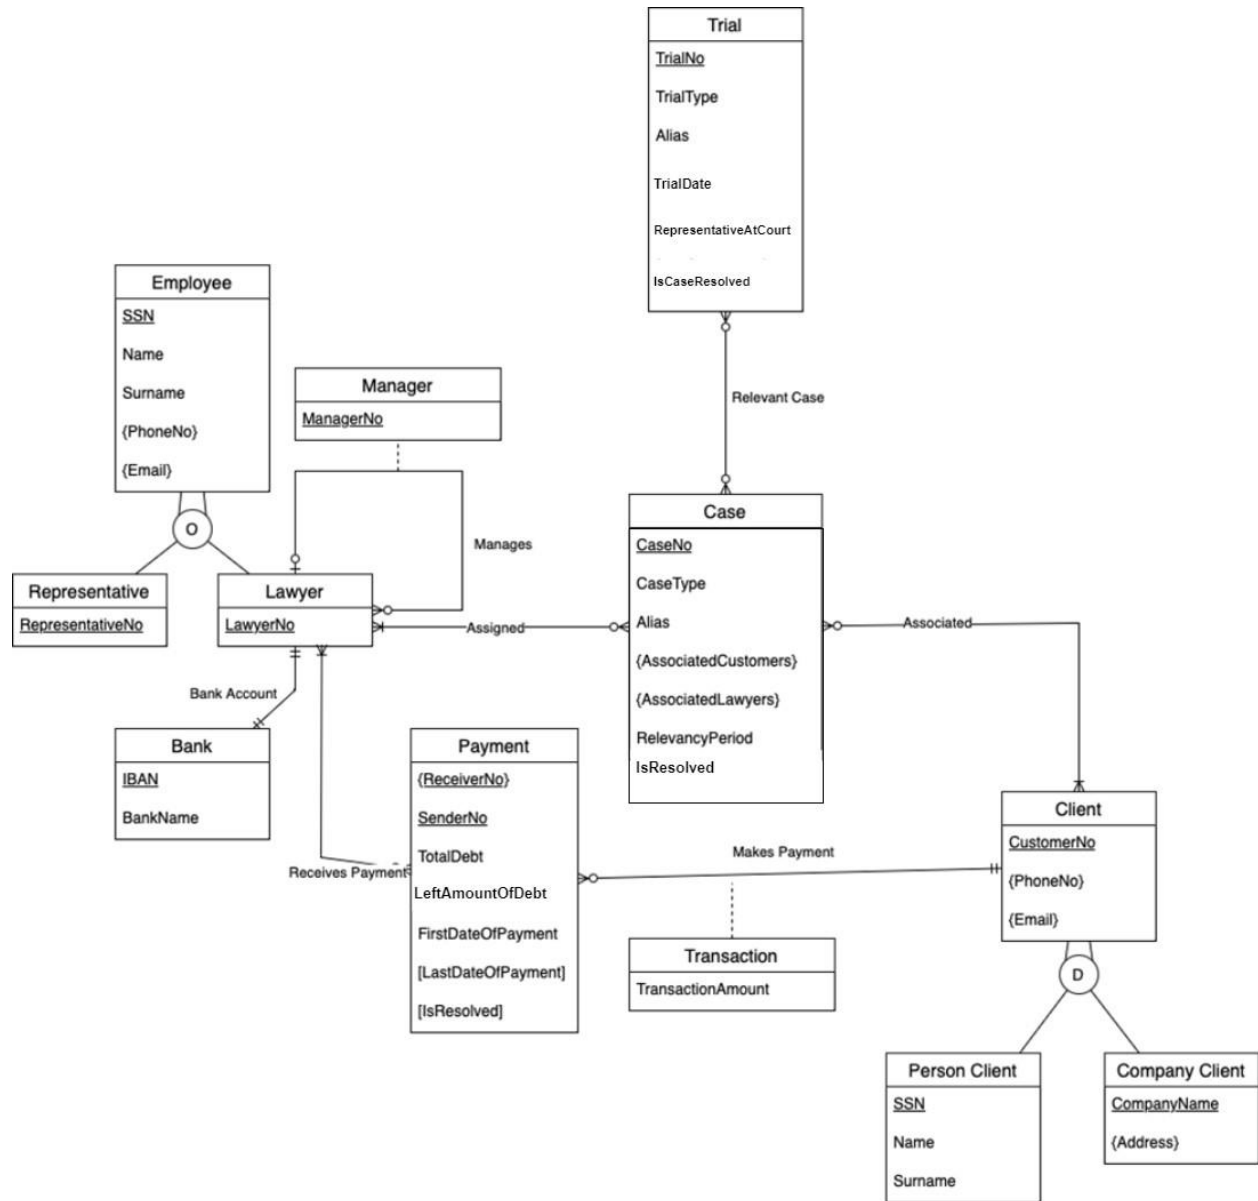 Trial
TrialNo
TrialType
Alias
TrialDate
RepresentativeAtCourt
IsCaseResolved
Employee
SSN
Name
Surname
{PhoneNo}
{Email}
O
Manager
ManagerNo
Manages
Relevant Case
Representative
RepresentativeNo
Lawyer
LawyerNo
Assigned
Case
CaseNo
CaseType
Alias
{AssociatedCustomers}
{AssociatedLawyers}
RelevancyPeriod
IsResolved
Associated
Bank Account
Bank
IBAN
BankName
Receives Payment
Payment
{ReceiverNo}
SenderNo
TotalDebt
LeftAmountOfDebt
FirstDateOfPayment
[LastDateOfPayment]
[IsResolved]
Makes Payment
Transaction
TransactionAmount
Client
CustomerNo
{PhoneNo}
{Email}
D
Person Client
SSN
Name
Surname
Company Client
CompanyName
{Address}